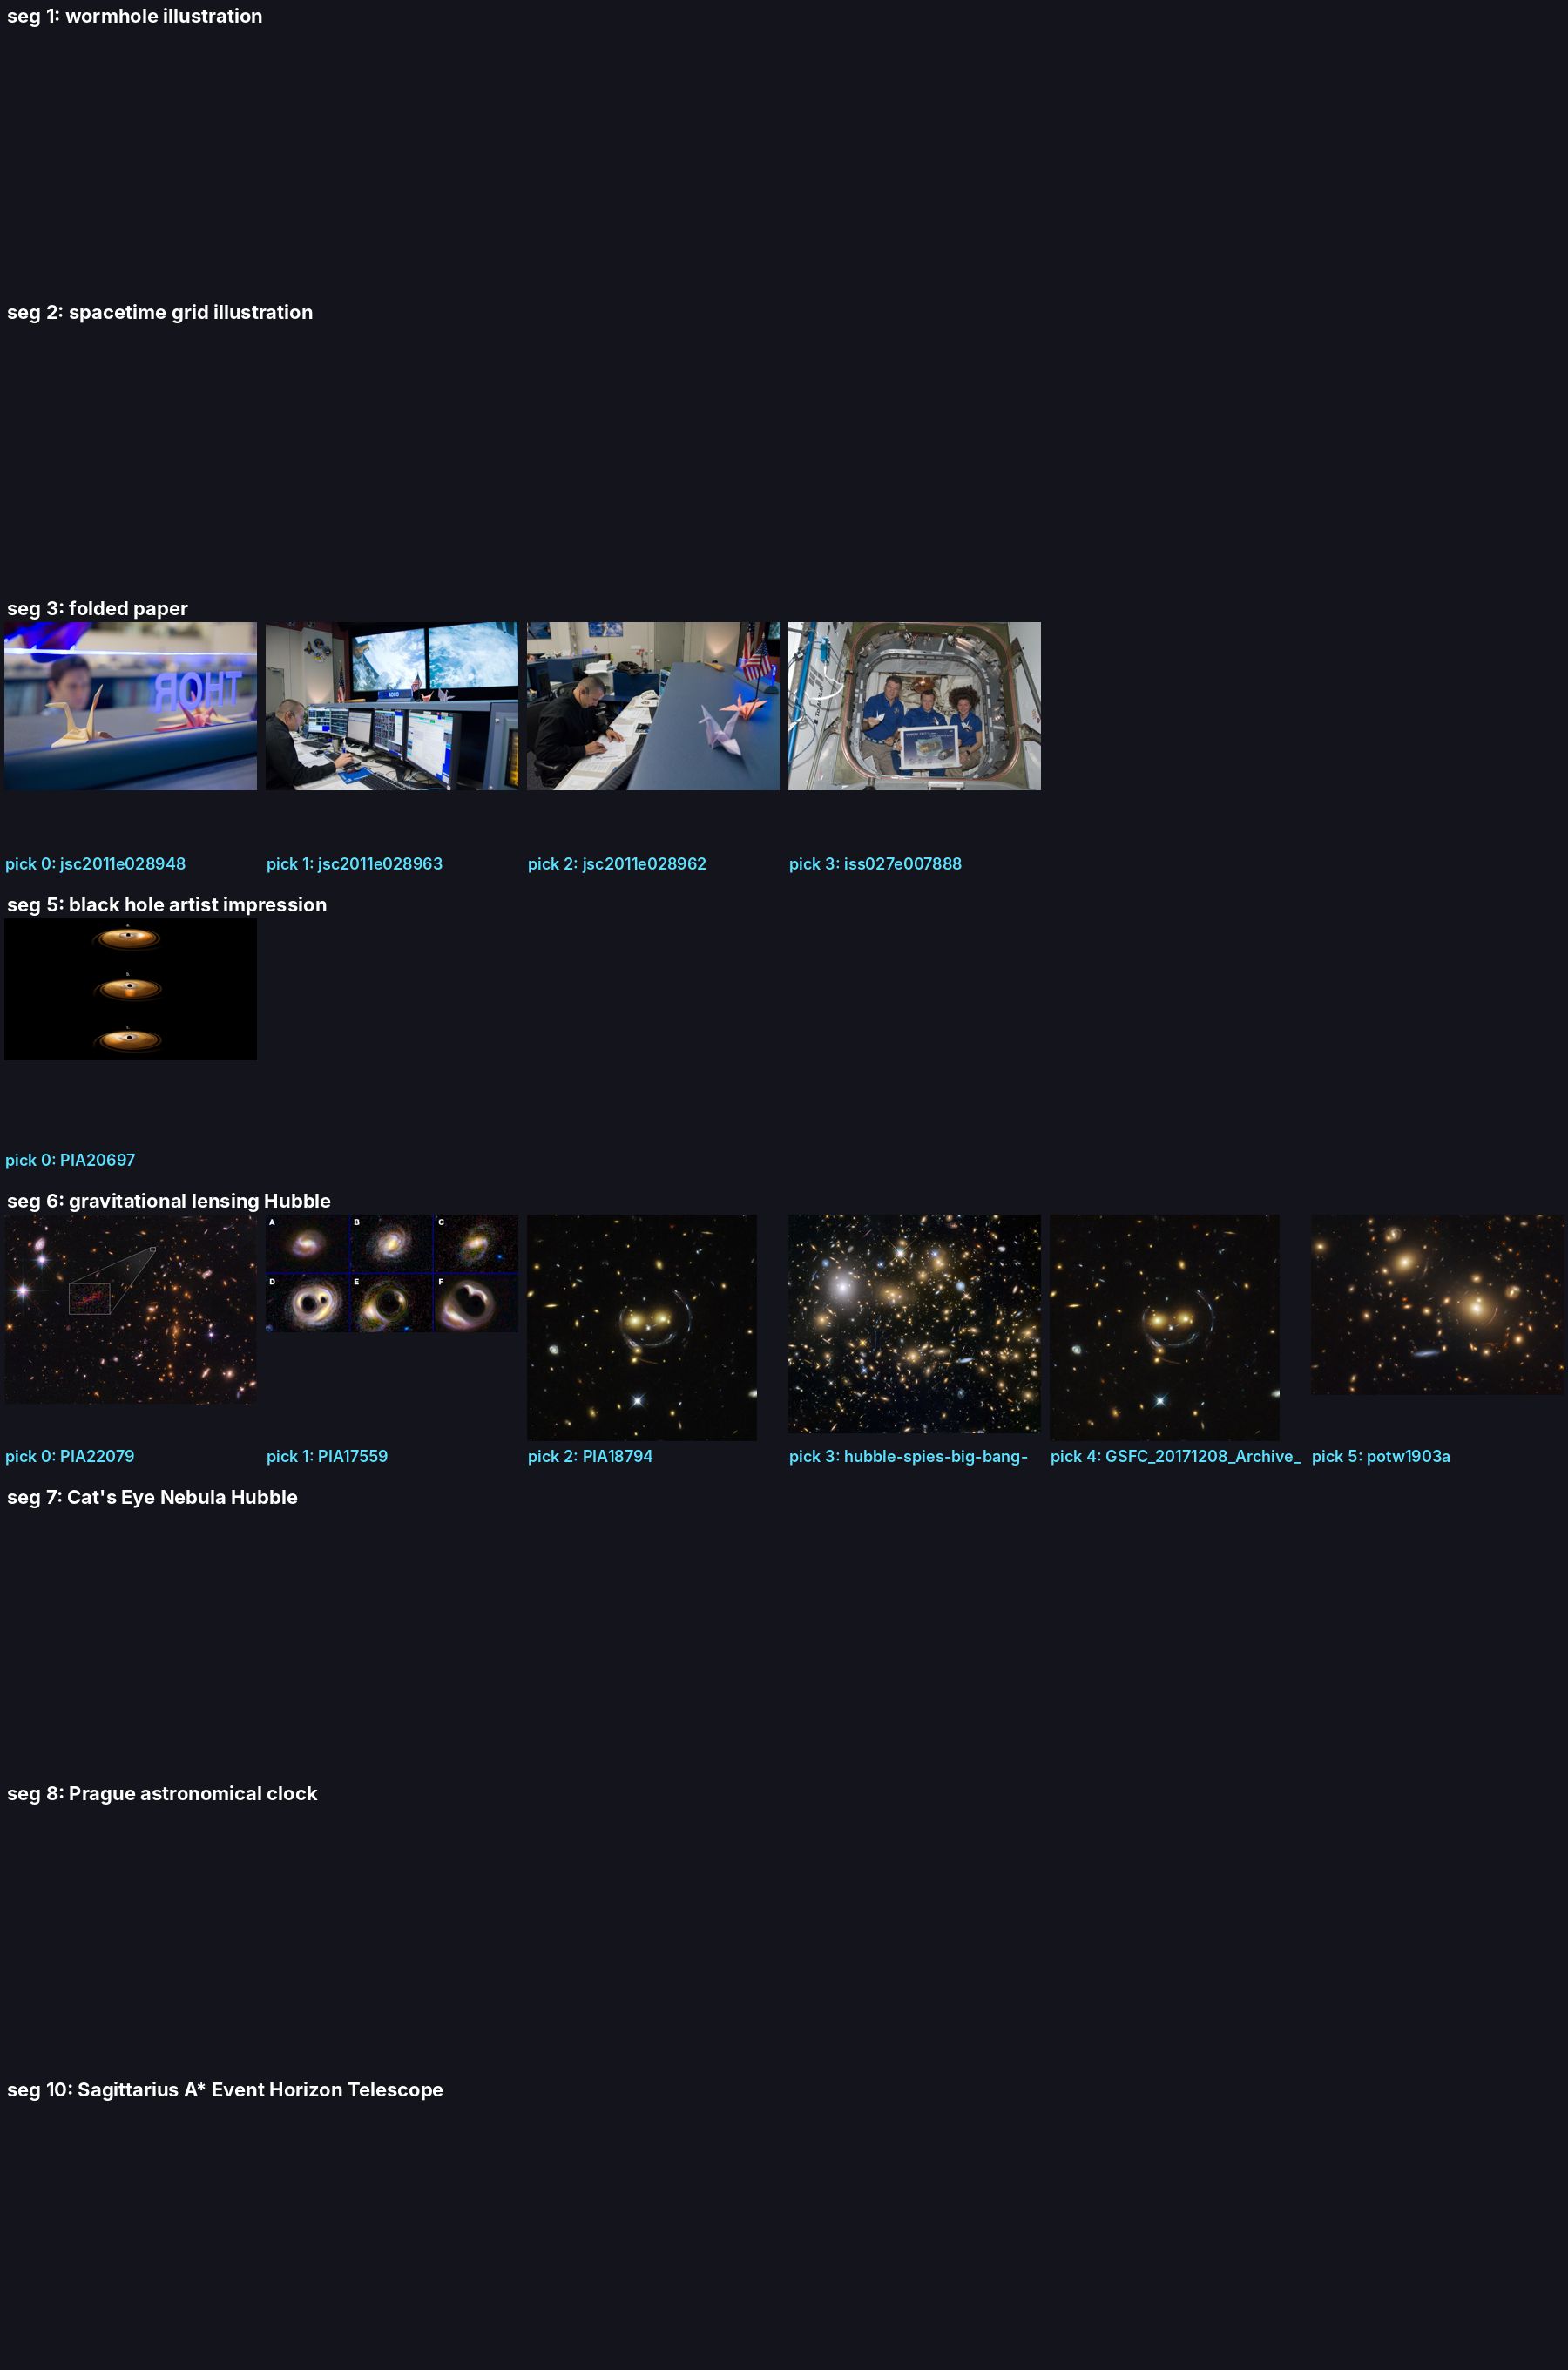 seg 1: wormhole illustration
seg 2: spacetime grid illustration
seg 3: folded paper
THOR
ADCO
pick 0: jsc2011e028948
pick 1: jsc2011e028963
pick 2: jsc2011e028962
pick 3: iss027e007888
seg 5: black hole artist impression
pick 0: PIA20697
seg 6: gravitational lensing Hubble
A
B
C
D
E
F
pick 0: PIA22079
pick 1: PIA17559
pick 2: PIA18794
pick 3: hubble-spies-big-bang-
pick 4: GSFC_20171208_Archive_
pick 5: potw1903a
seg 7: Cat's Eye Nebula Hubble
seg 8: Prague astronomical clock
seg 10: Sagittarius A* Event Horizon Telescope